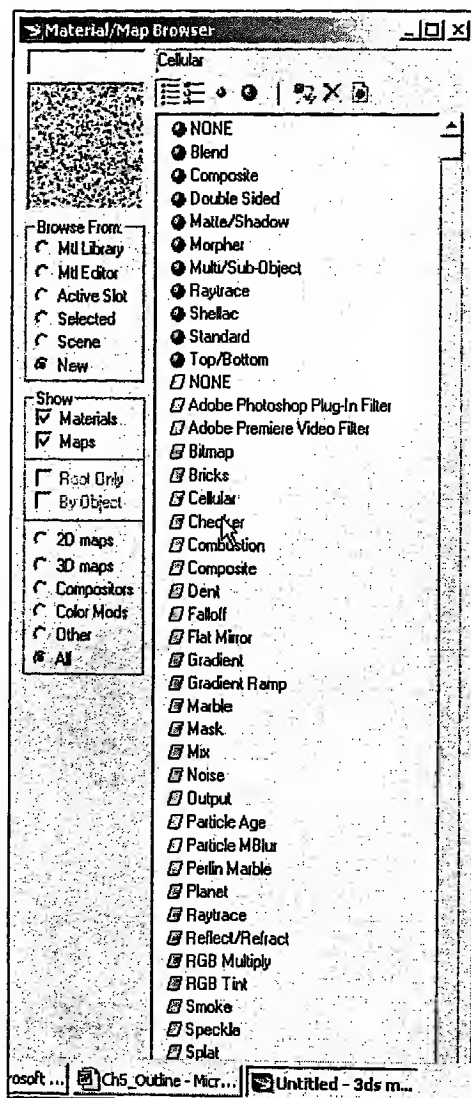 Material/Map Browser
Cellular
NONE
Blend
Composite
Double Sided
Matte/Shadow
Morpher
Multi/Sub-Object
Raytrace
Shellac
Standard
Top/Bottom
NONE
Adobe Photoshop Plug-In Filter
Adobe Premiere Video Filter
Bitmap
Bricks
Cellular
Checker
Combustion
Composite
Dent
Falloff
Flat Mirror
Gradient
Gradient Ramp
Marble
Mask
Mix
Noise
Output
Particle Age
Particle MBlur
Perlin Marble
Planet
Raytrace
Reflect/Refract
RGB Multiply
RGB Tint
Smoke
Speckle
Splat
Browse From:
Mtl Library
Mtl Editor
Active Slot
Selected
Scene
New
Show
Materials
Maps
Root Only
By Object
2D maps
3D maps
Compositors
Color Mods
Other
All
rosoft ...
Ch5_Outline - Micr...
Untitled - 3ds m...